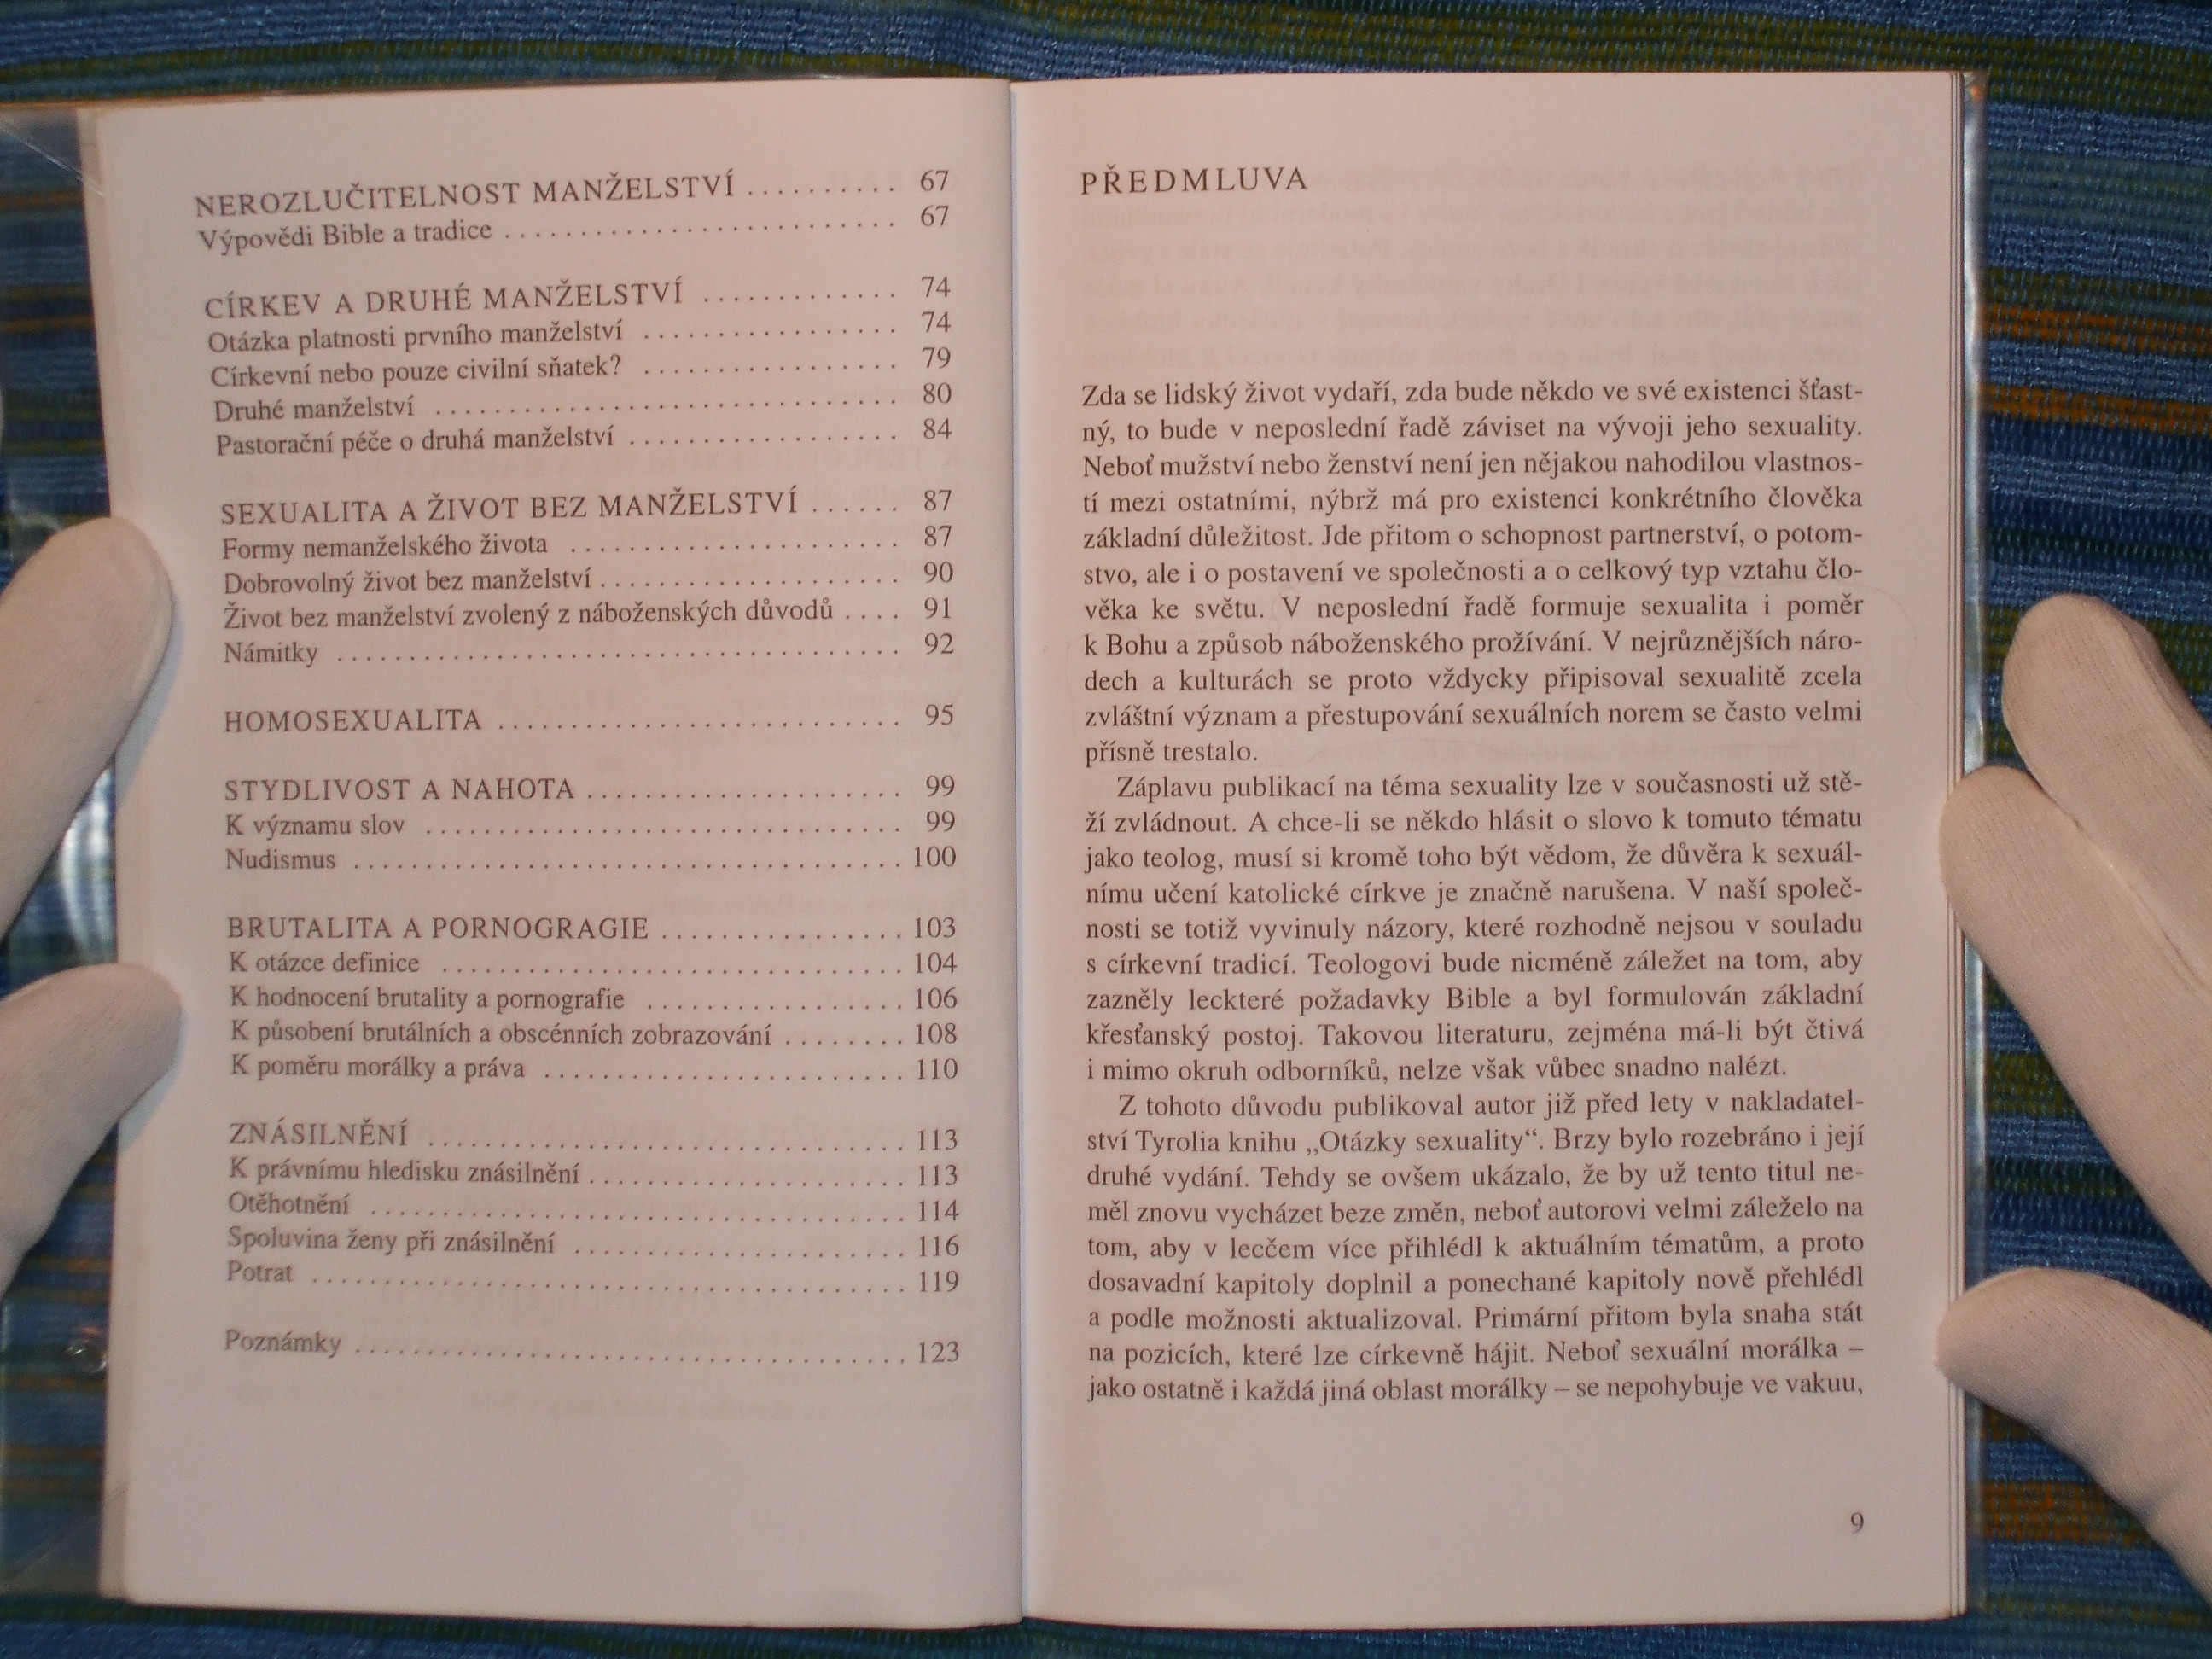 NEROZLUČITELNOST MANŽELSTVÍ .......... 67
Výpovědi Bible a tradice ........................... 67
CÍRKEV A DRUHÉ MANŽELSTVÍ ............. 74
Otázka platnosti prvního manželství .................. 74
Církevní nebo pouze civilní sňatek? .................. 79
Druhé manželství ................................ 80
Pastorační péče o druhá manželství ................... 84
SEXUALITA A ŽIVOT BEZ MANŽELSTVÍ ...... 87
Formy nemanželského života ........................ 87
Dobrovolný život bez manželství ...................... 90
Život bez manželství zvolený z náboženských důvodů .... 91
Námitky ........................................ 92
HOMOSEXUALITA ............................. 95
STYDLIVOST A NAHOTA ...................... 99
K významu slov ................................. 99
Nudismus ...................................... 100
BRUTALITA A PORNOGRAGIE ................ 103
K otázce definice ................................ 104
K hodnocení brutality a pornografie .................. 106
K působení brutálních a obscénních zobrazování ........ 108
K poměru morálky a práva ......................... 110
ZNÁSILNĚNÍ ................................. 113
K právnímu hledisku znásilnění ...................... 113
Otěhotnění ..................................... 114
Spoluvina ženy při znásilnění ....................... 116
Potrat ......................................... 119
Poznámky ...................................... 123
PŘEDMLUVA
Zda se lidský život vydaří, zda bude někdo ve své existenci šťast-
ný, to bude v neposlední řadě záviset na vývoji jeho sexuality.
Neboť mužství nebo ženství není jen nějakou nahodilou vlastnos-
tí mezi ostatními, nýbrž má pro existenci konkrétního člověka
základní důležitost. Jde přitom o schopnost partnerství, o potom-
stvo, ale i o postavení ve společnosti a o celkový typ vztahu člo-
věka ke světu. V neposlední řadě formuje sexualita i poměr
k Bohu a způsob náboženského prožívání. V nejrůznějších náro-
dech a kulturách se proto vždycky připisoval sexualitě zcela
zvláštní význam a přestupování sexuálních norem se často velmi
přísně trestalo.
Záplavu publikací na téma sexuality lze v současnosti už stě-
ží zvládnout. A chce-li se někdo hlásit o slovo k tomuto tématu
jako teolog, musí si kromě toho být vědom, že důvěra k sexuál-
nímu učení katolické církve je značně narušena. V naší společ-
nosti se totiž vyvinuly názory, které rozhodně nejsou v souladu
s církevní tradicí. Teologovi bude nicméně záležet na tom, aby
zazněly leckteré požadavky Bible a byl formulován základní
křesťanský postoj. Takovou literaturu, zejména má-li být čtivá
i mimo okruh odborníků, nelze však vůbec snadno nalézt.
Z tohoto důvodu publikoval autor již před lety v nakladatel-
ství Tyrolia knihu „Otázky sexuality“. Brzy bylo rozebráno i její
druhé vydání. Tehdy se ovšem ukázalo, že by už tento titul ne-
měl znovu vycházet beze změn, neboť autorovi velmi záleželo na
tom, aby v lecčem více přihlédl k aktuálním tématům, a proto
dosavadní kapitoly doplnil a ponechané kapitoly nově přehlédl
a podle možnosti aktualizoval. Primární přitom byla snaha stát
na pozicích, které lze církevně hájit. Neboť sexuální morálka –
jako ostatně i každá jiná oblast morálky – se nepohybuje ve vakuu,
9